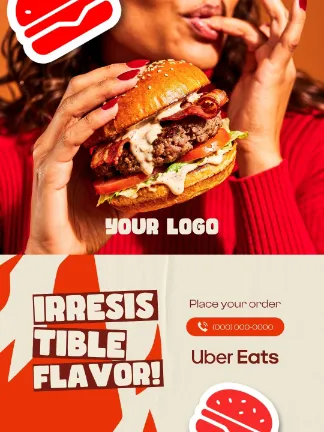 YOUR LOGO
IRRESIS
TIBLE
FLAVOR!
Place your order
(000) 000-0000
Uber Eats